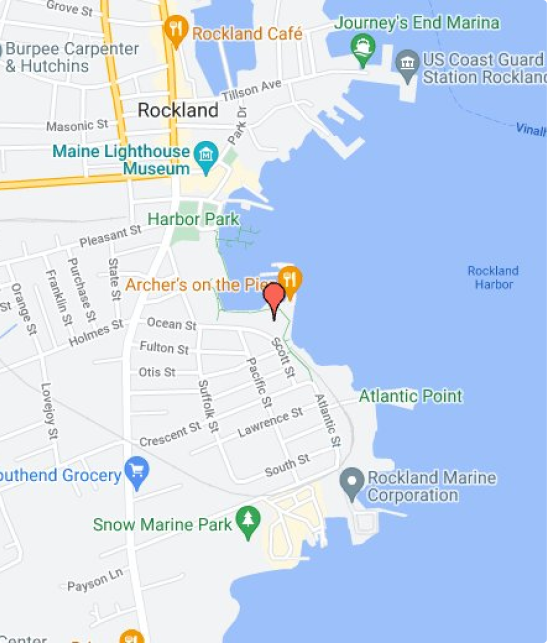 Grove St
Rockland Café
Journey's End Marina
Burpee Carpenter
& Hutchins
US Coast Guard
Station Rockland
Tillson Ave
Rockland
Masonic St
Park Dr
Vinalh
Maine Lighthouse
Museum
Harbor Park
Pleasant St
Rockland
Harbor
State St
Purchase St
Franklin St
Orange St
St
Archer's on the Pie
Holmes St
Ocean St
Fulton St
Scott St
Otis St
Pacific St
Suffolk St
Lovejoy St
Atlantic Point
Atlantic St
Lawrence St
Crescent St
South St
outhend Grocery
Rockland Marine
Corporation
Snow Marine Park
Payson Ln
Center